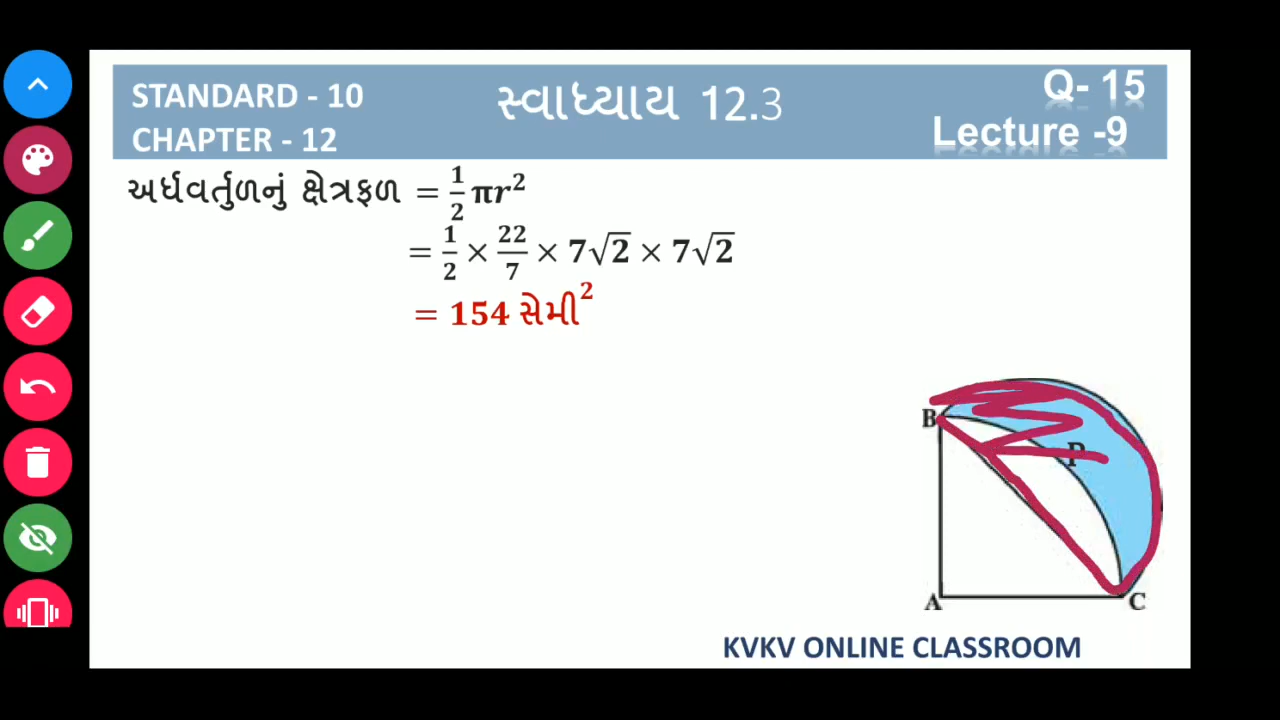 STANDARD - 10
CHAPTER - 12
સ્વાધ્યાય 12.3
Q- 15
Lecture -9
અર્ધવર્તુળનું ક્ષેત્રફળ = 1/2 πr²
= 1/2 × 22/7 × 7√2 × 7√2
= 154 સેમી²
B
P
A
C
KVKV ONLINE CLASSROOM